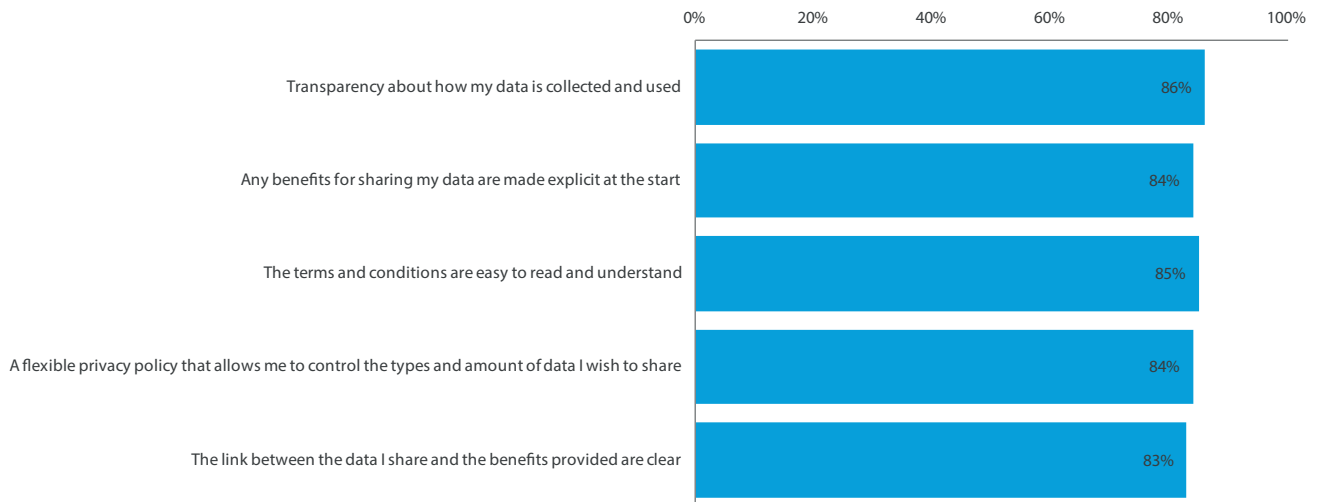 0% 20% 40% 60% 80% 100%
Transparency about how my data is collected and used 86%
Any benefits for sharing my data are made explicit at the start 84%
The terms and conditions are easy to read and understand 85%
A flexible privacy policy that allows me to control the types and amount of data I wish to share 84%
The link between the data I share and the benefits provided are clear 83%